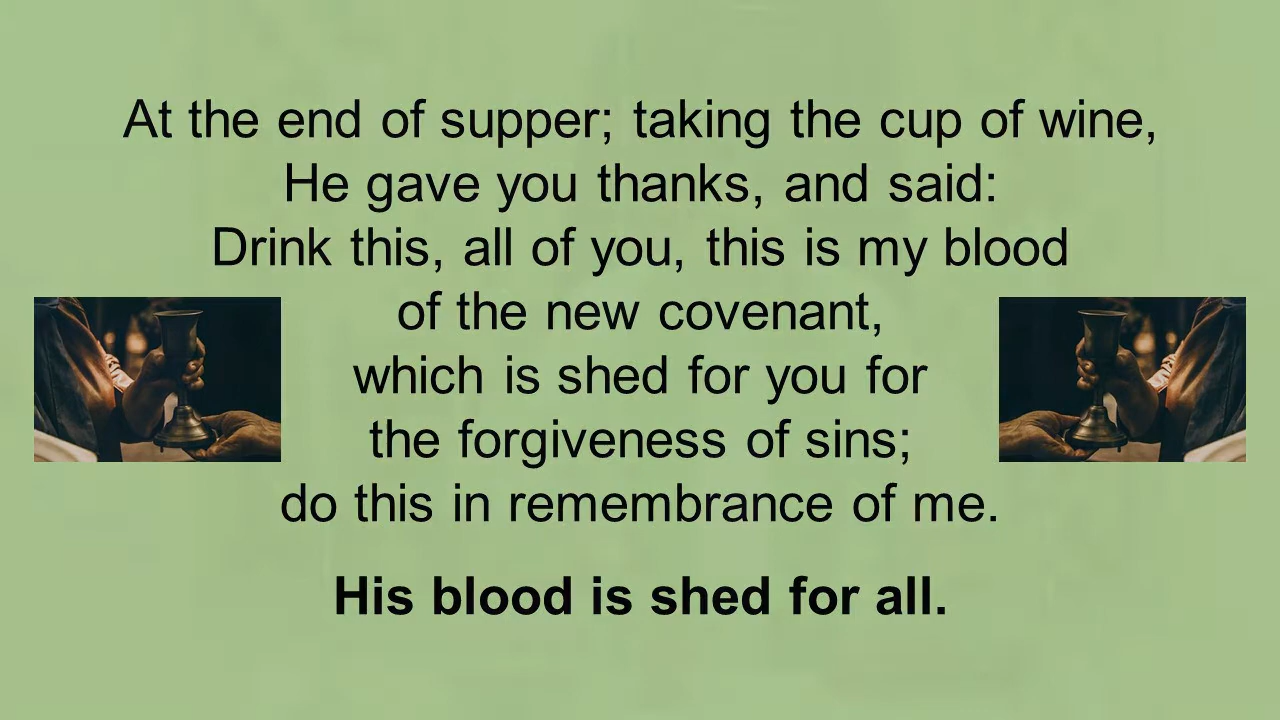 At the end of supper; taking the cup of wine,
He gave you thanks, and said:
Drink this, all of you, this is my blood
of the new covenant,
which is shed for you for
the forgiveness of sins;
do this in remembrance of me.
His blood is shed for all.